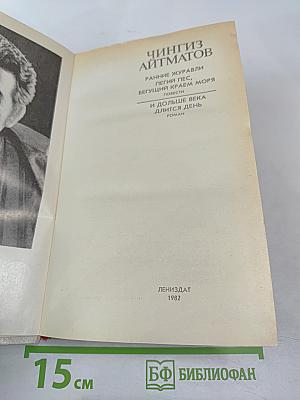 ЧИНГИЗ
АЙТМАТОВ
РАННИЕ ЖУРАВЛИ
ПЕГИЙ ПЕС,
БЕГУЩИЙ КРАЕМ МОРЯ
ПОВЕСТИ
И ДОЛЬШЕ ВЕКА
ДЛИТСЯ ДЕНЬ
РОМАН
ЛЕНИЗДАТ
1982
15 см
БФ БИБЛИОФАН